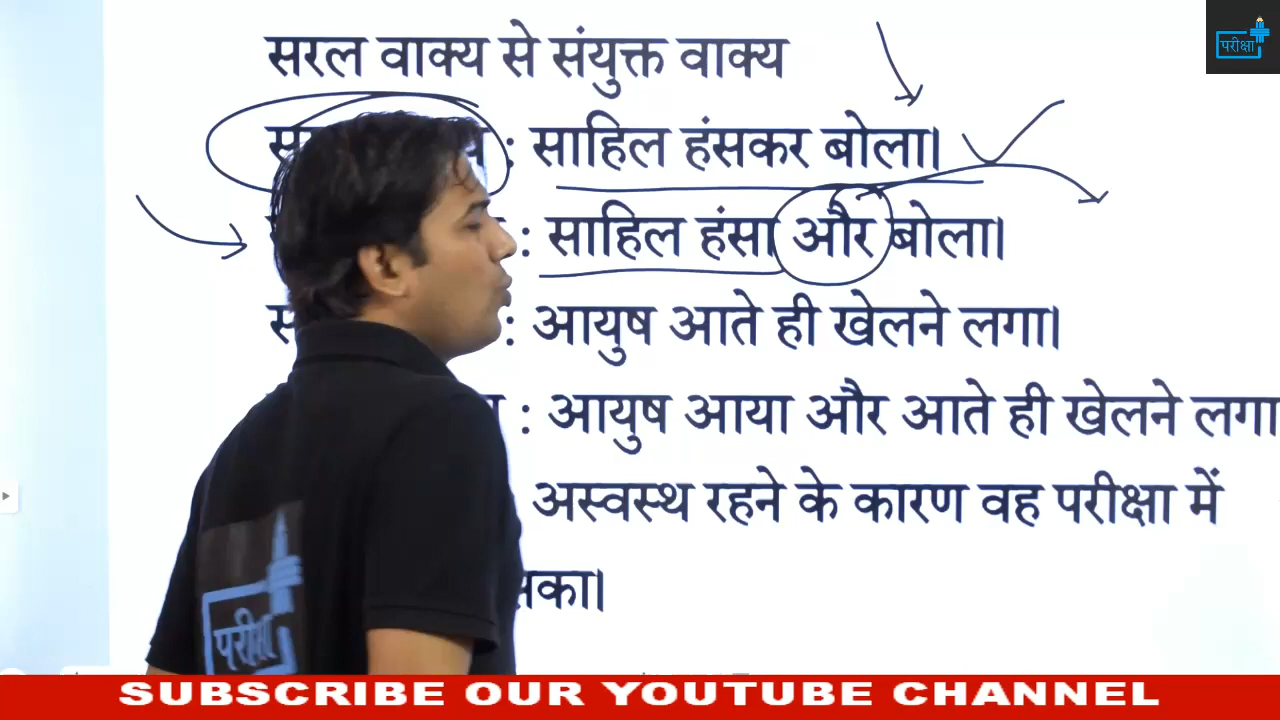 परीक्षा
सरल वाक्य से संयुक्त वाक्य
: साहिल हंसकर बोला।
: साहिल हंसा और बोला।
: आयुष आते ही खेलने लगा।
: आयुष आया और आते ही खेलने लगा
अस्वस्थ रहने के कारण वह परीक्षा में
सका।
परीक्षा
SUBSCRIBE OUR YOUTUBE CHANNEL